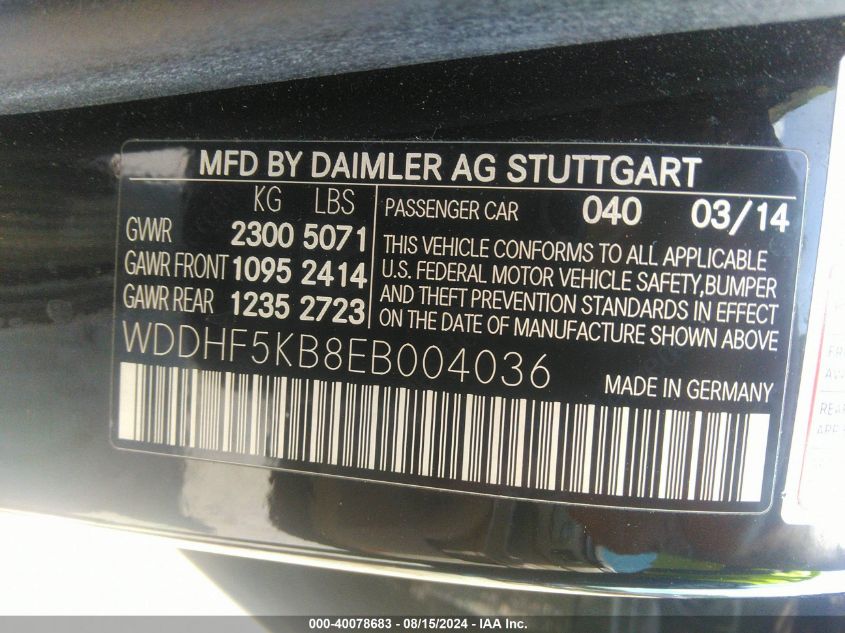 MFD BY DAIMLER AG STUTTGART
KG LBS
GVWR 2300 5071
GAWR FRONT 1095 2414
GAWR REAR 1235 2723
PASSENGER CAR 040 03/14
THIS VEHICLE CONFORMS TO ALL APPLICABLE
U.S. FEDERAL MOTOR VEHICLE SAFETY, BUMPER
AND THEFT PREVENTION STANDARDS IN EFFECT
ON THE DATE OF MANUFACTURE SHOWN ABOVE
WDDHF5KB8EB004036
MADE IN GERMANY
000-40078683 - 08/15/2024 - IAA INC.